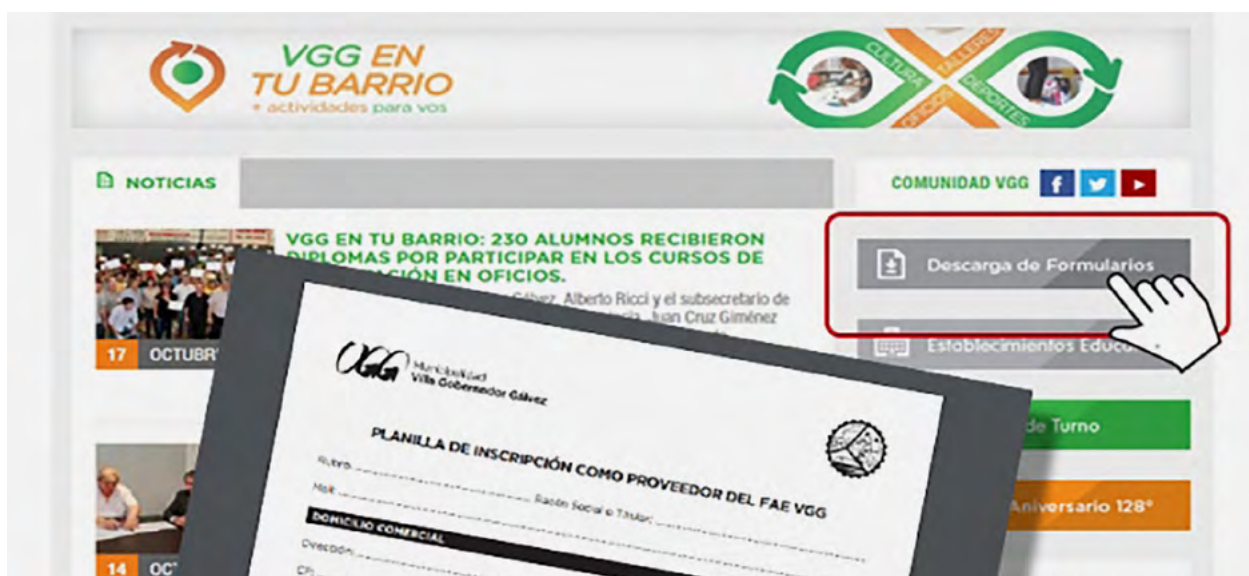 VGG EN
TU BARRIO
+ actividades para vos
CULTURA
TALLERES
OFICIOS
DEPORTES
NOTICIAS
COMUNIDAD VGG
VGG EN TU BARRIO: 230 ALUMNOS RECIBIERON
DIPLOMAS POR PARTICIPAR EN LOS CURSOS DE
EN OFICIOS.
Alberto Ricci y el subsecretario de
Juan Cruz Giménez
17 OCTUBR
Descarga de Formularios
Establecimientos
de Turno
Aniversario 128°
14 OC
VGG Municipalidad
Villa Gobernador Gálvez
PLANILLA DE INSCRIPCIÓN COMO PROVEEDOR DEL FAE VGG
Rubro: Razón Social o Titular:
Mail:
DOMICILIO COMERCIAL
Dirección:
CP: